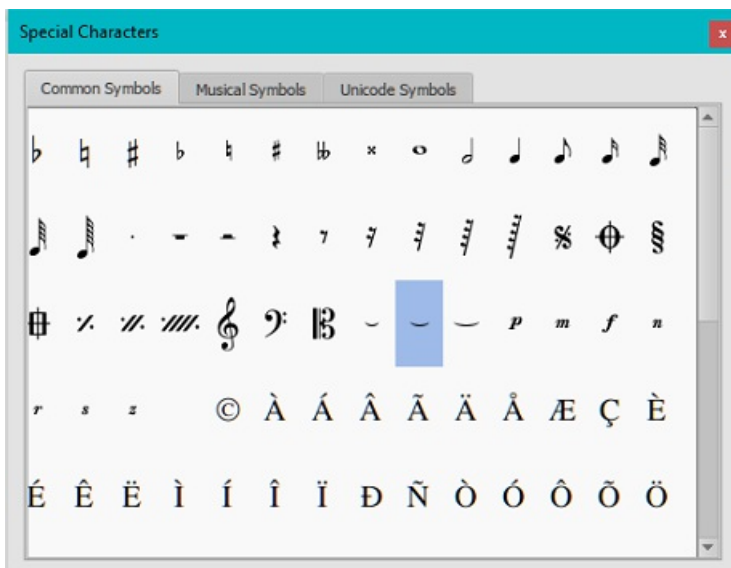 Special Characters
x
Common Symbols Musical Symbols Unicode Symbols
♭ ♮ ♯ ♭ ♮ ♯ 𝄫 𝄪 𝅝 𝅗𝅥 𝅘𝅥 𝅘𝅥𝅮 𝅘𝅥𝅯 𝅘𝅥𝅰
𝅘𝅥𝅱 𝅘𝅥𝅲 . 𝄻 𝄼 𝄽 𝄾 𝄿 𝅀 𝅁 𝅂 𝄋 𝄌 §
𝄞 𝄢 𝄡 p m f n
r s z © À Á Â Ã Ä Å Æ Ç È
É Ê Ë Ì Í Î Ï Ð Ñ Ò Ó Ô Õ Ö